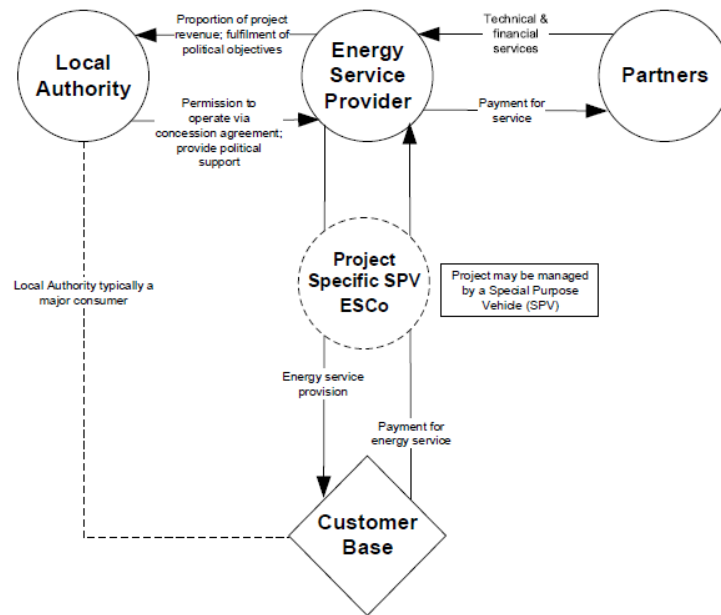 Proportion of project
revenue; fulfilment of
political objectives
Technical &
financial
services
Local
Authority
Energy
Service
Provider
Partners
Permission to
operate via
concession agreement;
provide political
support
Payment for
service
Project
Specific SPV
ESCo
Project may be managed
by a Special Purpose
Vehicle (SPV)
Local Authority typically a
major consumer
Energy service
provision
Payment for
energy service
Customer
Base